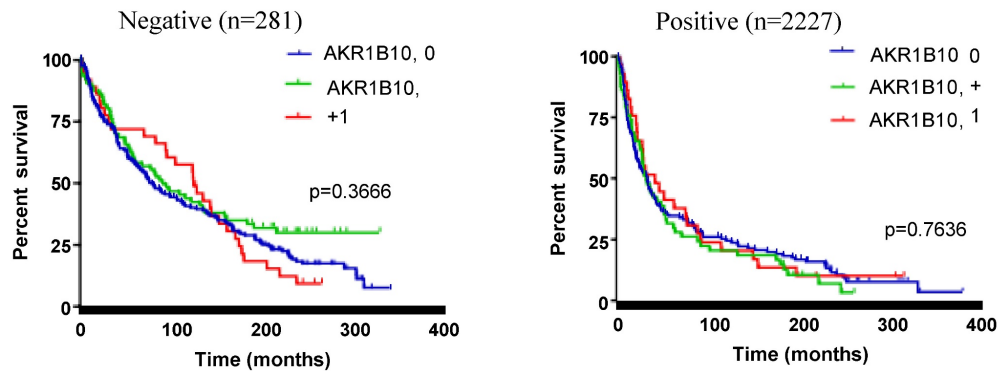 Negative (n=281)
AKR1B10, 0
AKR1B10,
+1
p=0.3666
Percent survival
100
75
50
25
0
0 100 200 300 400
Time (months)
Positive (n=2227)
AKR1B10 0
AKR1B10, +
AKR1B10, 1
p=0.7636
Percent survival
100
75
50
25
0
0 100 200 300 400
Time (months)